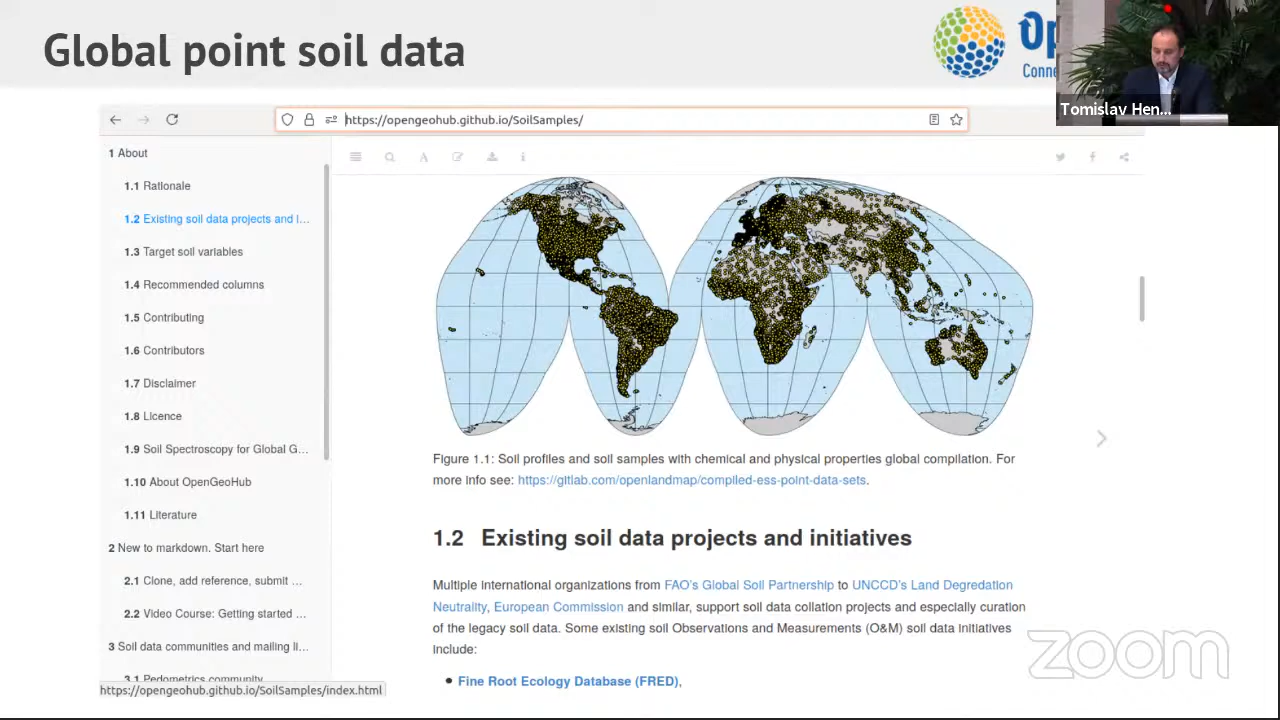 Global point soil data
Op
Conne
Tomislav Hen...
https://opengeohub.github.io/SoilSamples/
1 About
1.1 Rationale
1.2 Existing soil data projects and i...
1.3 Target soil variables
1.4 Recommended columns
1.5 Contributing
1.6 Contributors
1.7 Disclaimer
1.8 Licence
1.9 Soil Spectroscopy for Global G...
1.10 About OpenGeoHub
1.11 Literature
2 New to markdown. Start here
2.1 Clone, add reference, submit ...
2.2 Video Course: Getting started ...
3 Soil data communities and mailing li...
3.1 Pedometrics community
https://opengeohub.github.io/SoilSamples/index.html
Figure 1.1: Soil profiles and soil samples with chemical and physical properties global compilation. For
more info see: https://gitlab.com/openlandmap/compiled-ess-point-data-sets.
1.2 Existing soil data projects and initiatives
Multiple international organizations from FAO's Global Soil Partnership to UNCCD's Land Degredation
Neutrality, European Commission and similar, support soil data collation projects and especially curation
of the legacy soil data. Some existing soil Observations and Measurements (O&M) soil data initiatives
include:
• Fine Root Ecology Database (FRED),
zoom